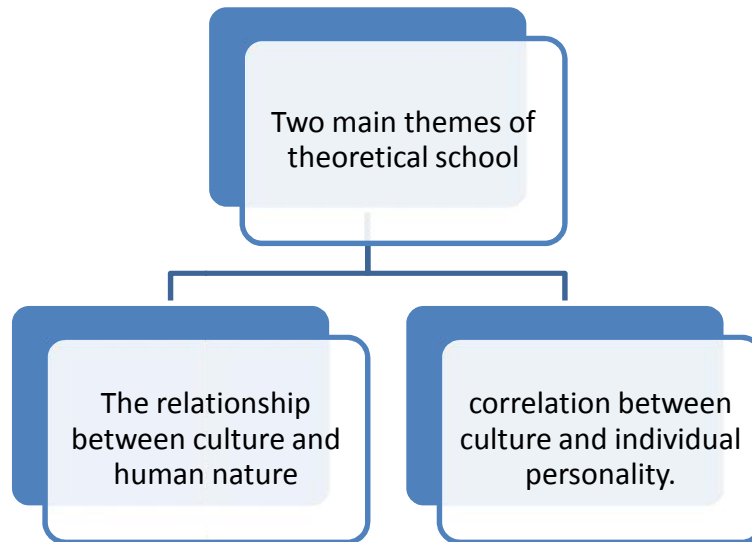 Two main themes of
theoretical school
The relationship
between culture and
human nature
correlation between
culture and individual
personality.